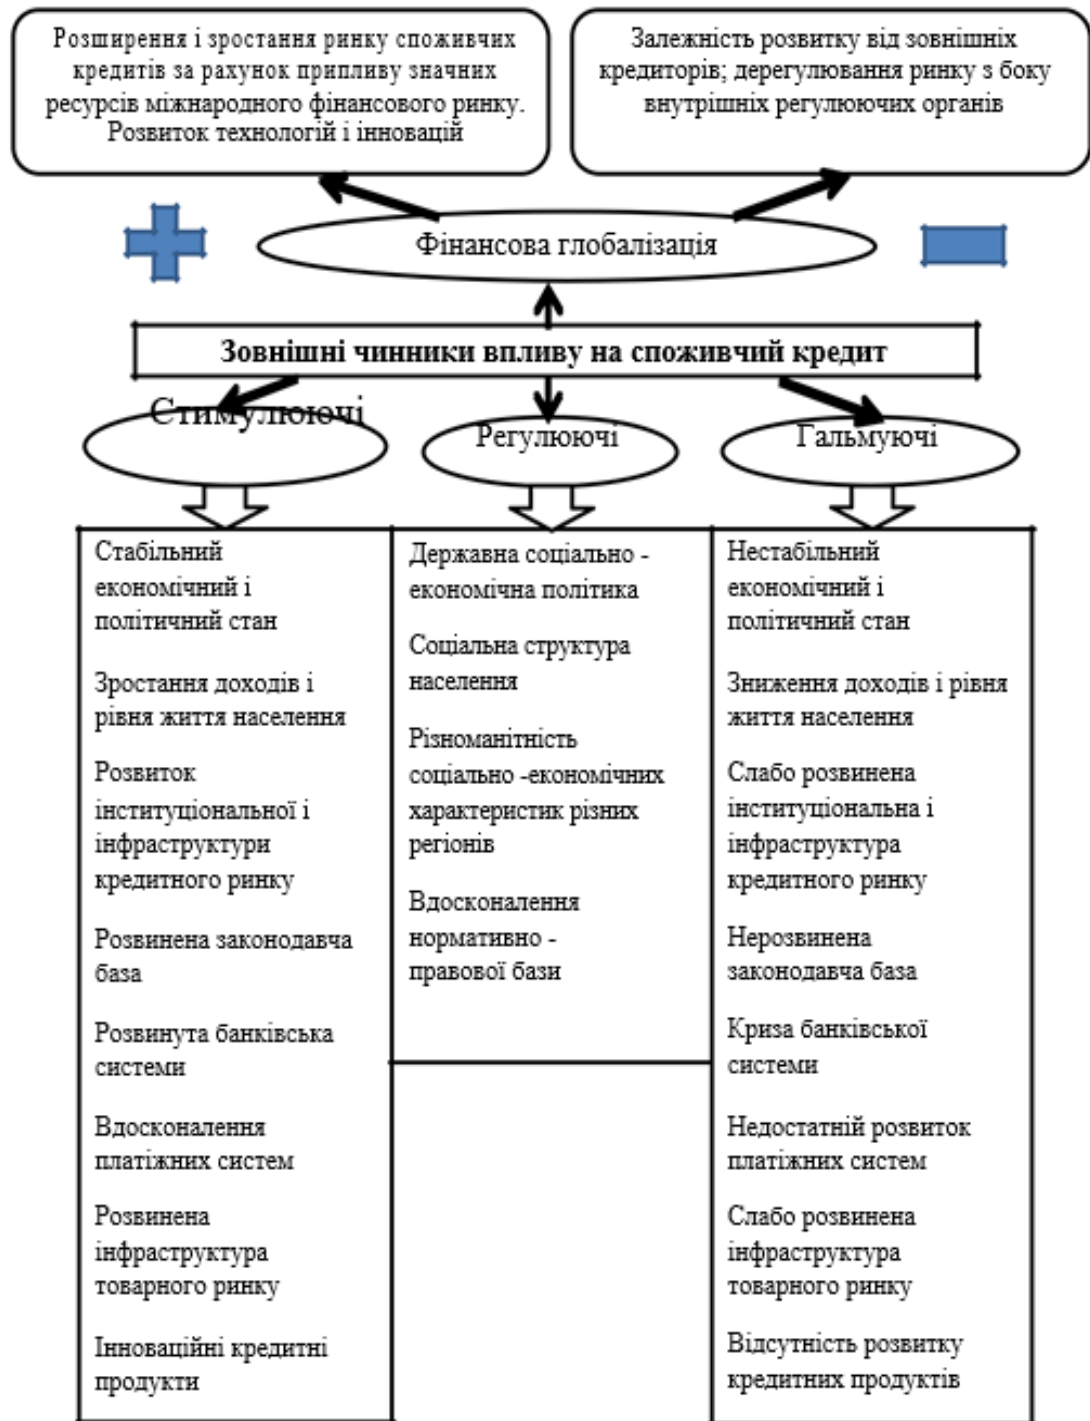 Розширення і зростання ринку споживчих
кредитів за рахунок припливу значних
ресурсів міжнародного фінансового ринку.
Розвиток технологій і інновацій
Залежність розвитку від зовнішніх
кредиторів; дерегулювання ринку з боку
внутрішніх регулюючих органів
Фінансова глобалізація
Зовнішні чинники впливу на споживчий кредит
Стимулюючі
Регулюючі
Гальмуючі
Стабільний
економічний і
політичний стан
Зростання доходів і
рівня життя населення
Розвиток
інституціональної і
інфраструктури
кредитного ринку
Розвинена законодавча
база
Розвинута банківська
системи
Вдосконалення
платіжних систем
Розвинена
інфраструктура
товарного ринку
Інноваційні кредитні
продукти
Державна соціально -
економічна політика
Соціальна структура
населення
Різноманітність
соціально -економічних
характеристик різних
регіонів
Вдосконалення
нормативно -
правової бази
Нестабільний
економічний і
політичний стан
Зниження доходів і рівня
життя населення
Слабо розвинена
інституціональна і
інфраструктура
кредитного ринку
Нерозвинена
законодавча база
Криза банківської
системи
Недостатній розвиток
платіжних систем
Слабо розвинена
інфраструктура
товарного ринку
Відсутність розвитку
кредитних продуктів